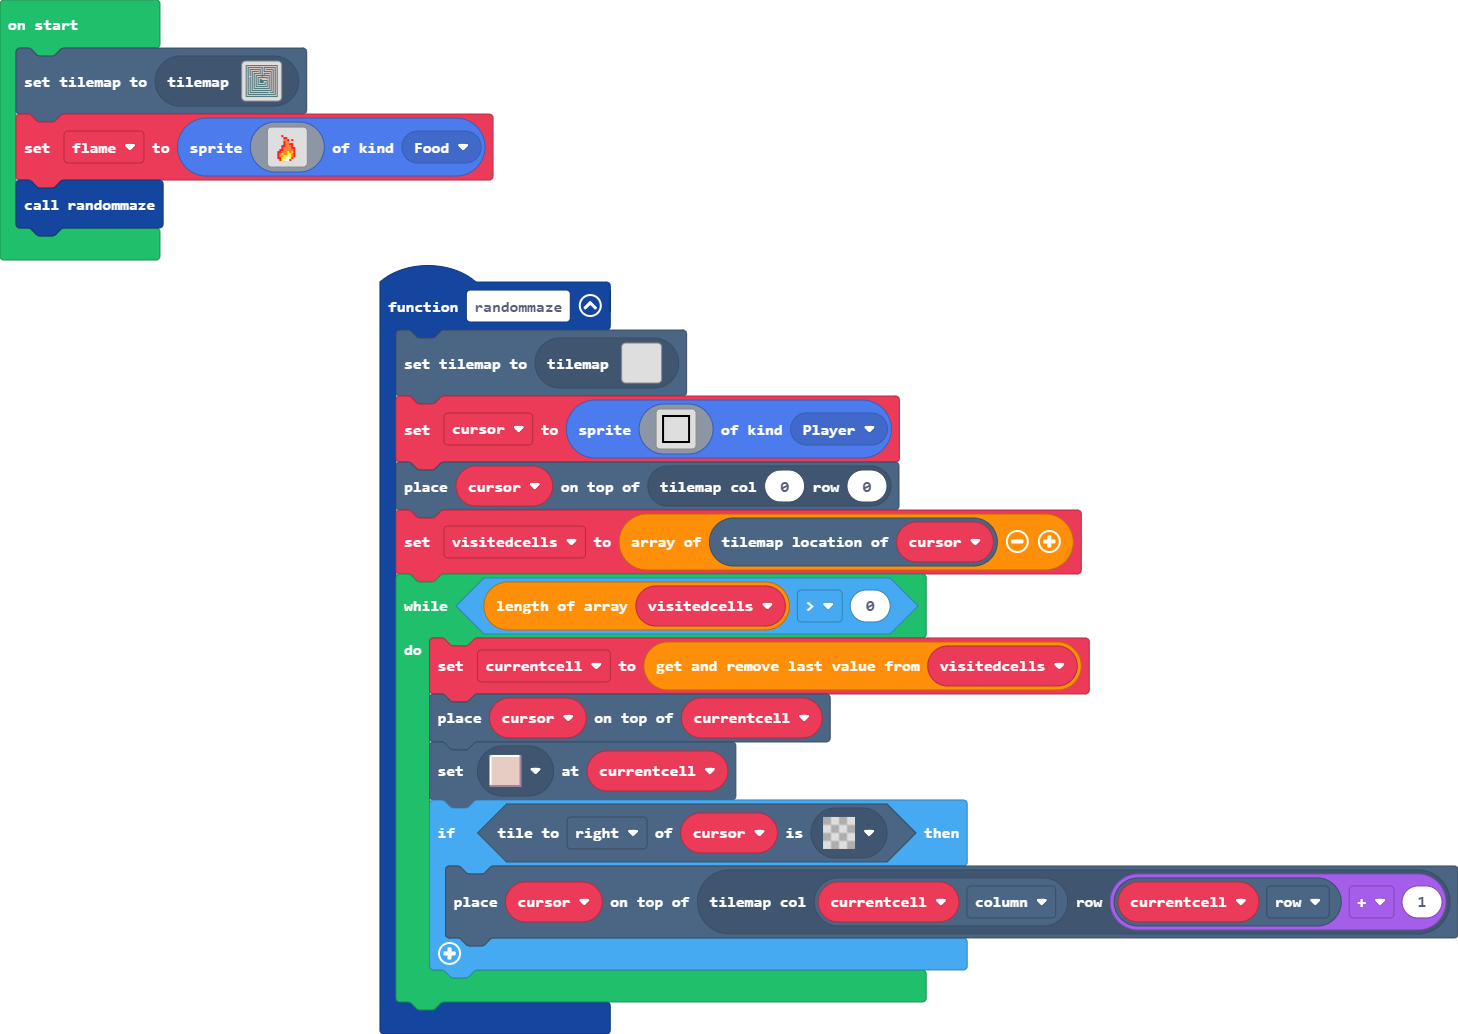 on start
set tilemap to tilemap
set flame to sprite of kind Food
call randommaze
function randommaze
set tilemap to tilemap
set cursor to sprite of kind Player
place cursor on top of tilemap col 0 row 0
set visitedcells to array of tilemap location of cursor
while length of array visitedcells > 0
do
set currentcell to get and remove last value from visitedcells
place cursor on top of currentcell
set at currentcell
if tile to right of cursor is then
place cursor on top of tilemap col currentcell column row currentcell row + 1